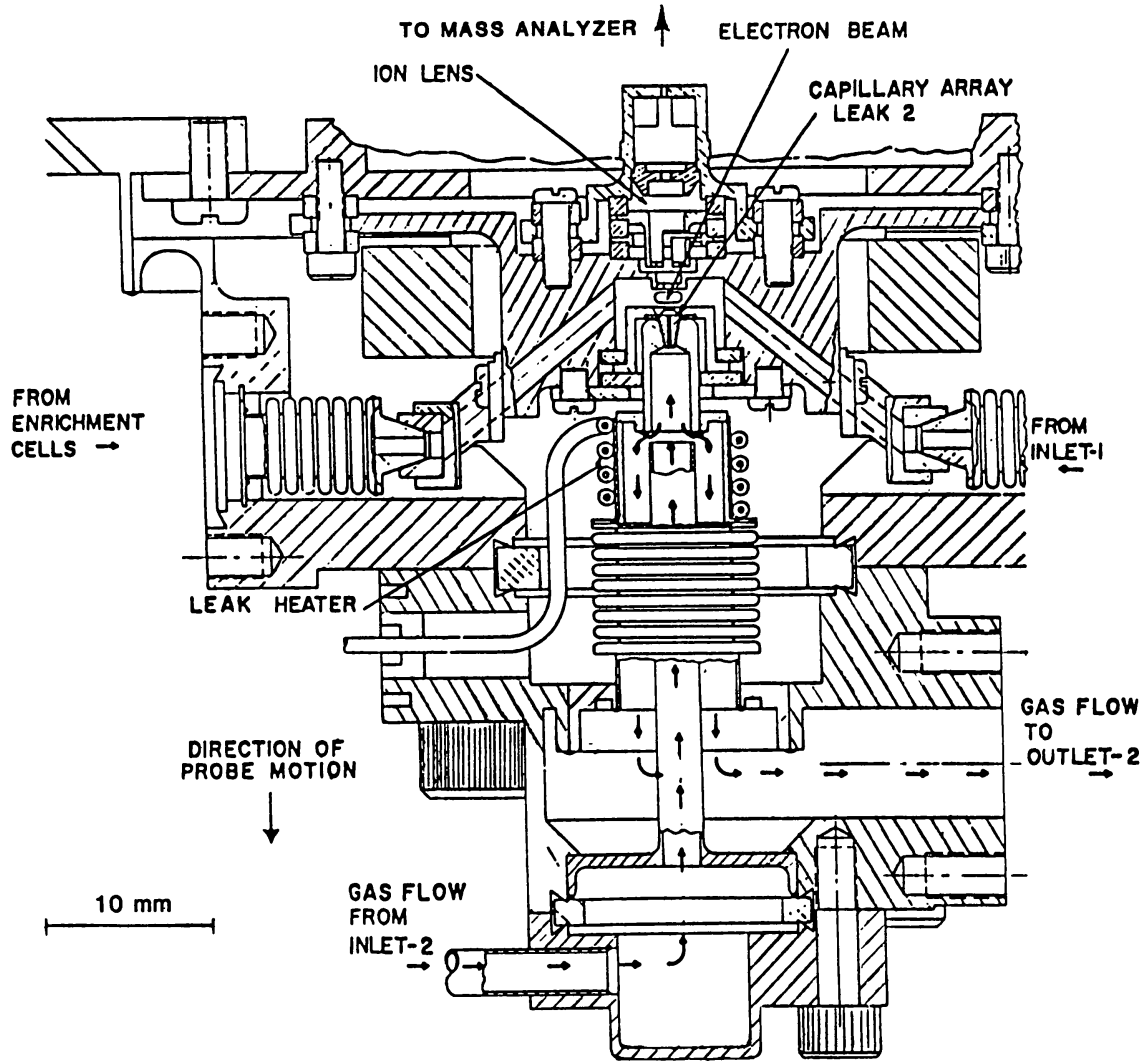 TO MASS ANALYZER
ELECTRON BEAM
ION LENS
CAPILLARY ARRAY
LEAK 2
FROM
ENRICHMENT
CELLS
FROM
INLET-1
LEAK HEATER
DIRECTION OF
PROBE MOTION
GAS FLOW
TO
OUTLET-2
10 mm
GAS FLOW
FROM
INLET-2